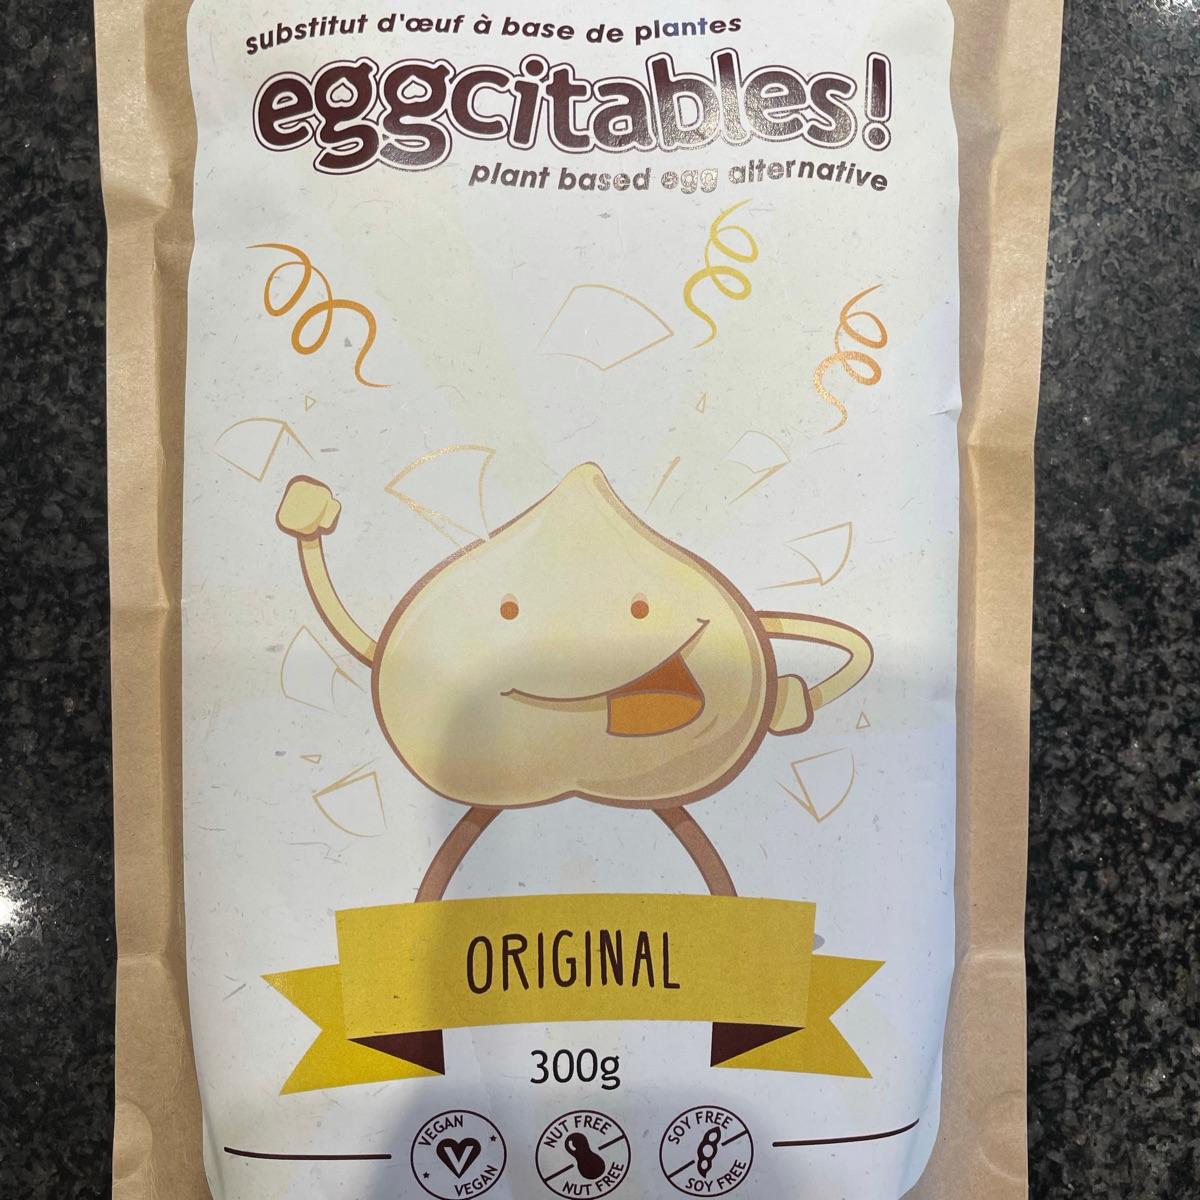 substitut d'œuf à base de plantes
eggcitables!
plant based egg alternative
ORIGINAL
300g
VEGAN
VEGAN
NUT FREE
NUT FREE
SOY FREE
SOY FREE